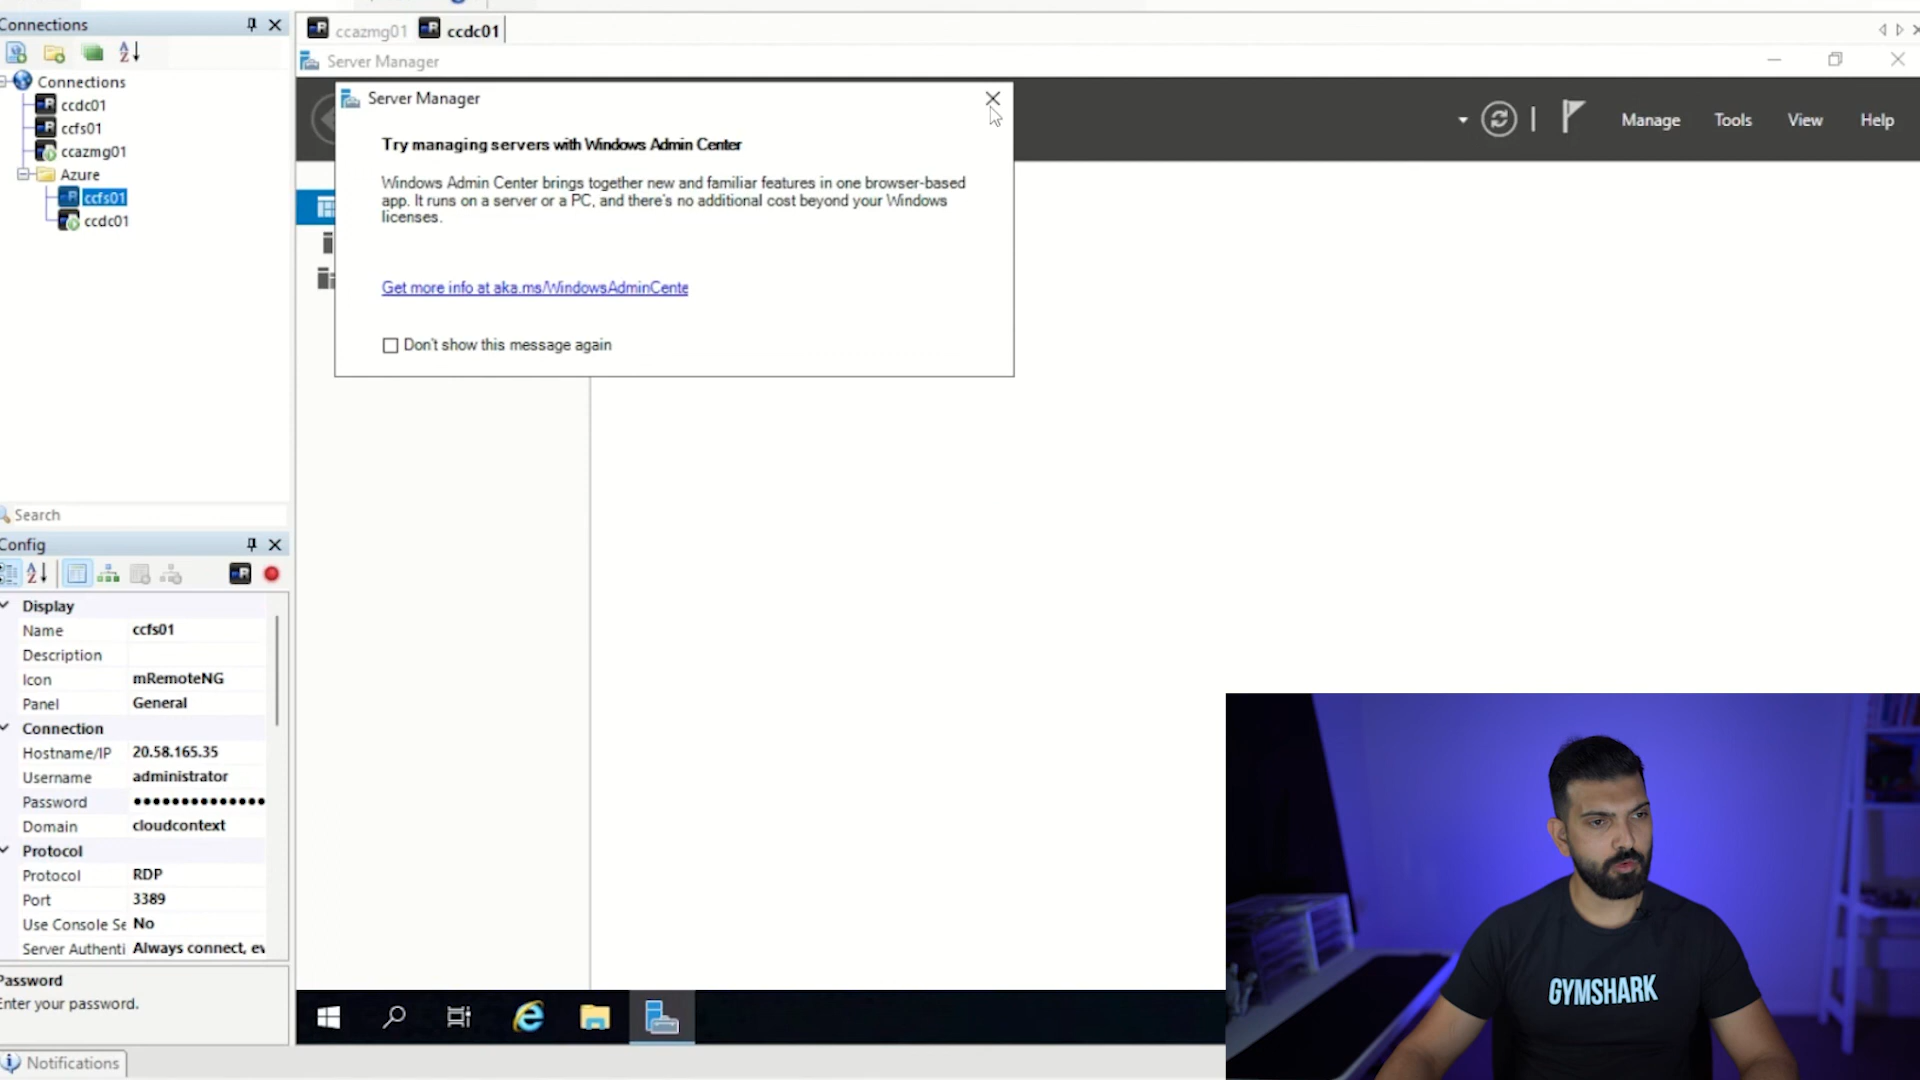 Connections
ccazmg01
ccdc01
Server Manager
Connections
ccdc01
ccfs01
ccazmg01
Azure
ccfs01
ccdc01
Server Manager
Try managing servers with Windows Admin Center
Windows Admin Center brings together new and familiar features in one browser-based
app. It runs on a server or a PC, and there's no additional cost beyond your Windows
licenses.
Get more info at aka.ms/WindowsAdminCente
Don't show this message again
Manage Tools View Help
Search
Config
Display
Name ccfs01
Description
Icon mRemoteNG
Panel General
Connection
Hostname/IP 20.58.165.35
Username administrator
Password ●●●●●●●●●●●●●●
Domain cloudcontext
Protocol
Protocol RDP
Port 3389
Use Console Se No
Server Authenti Always connect, ev
Password
Enter your password.
Notifications
GYMSHARK